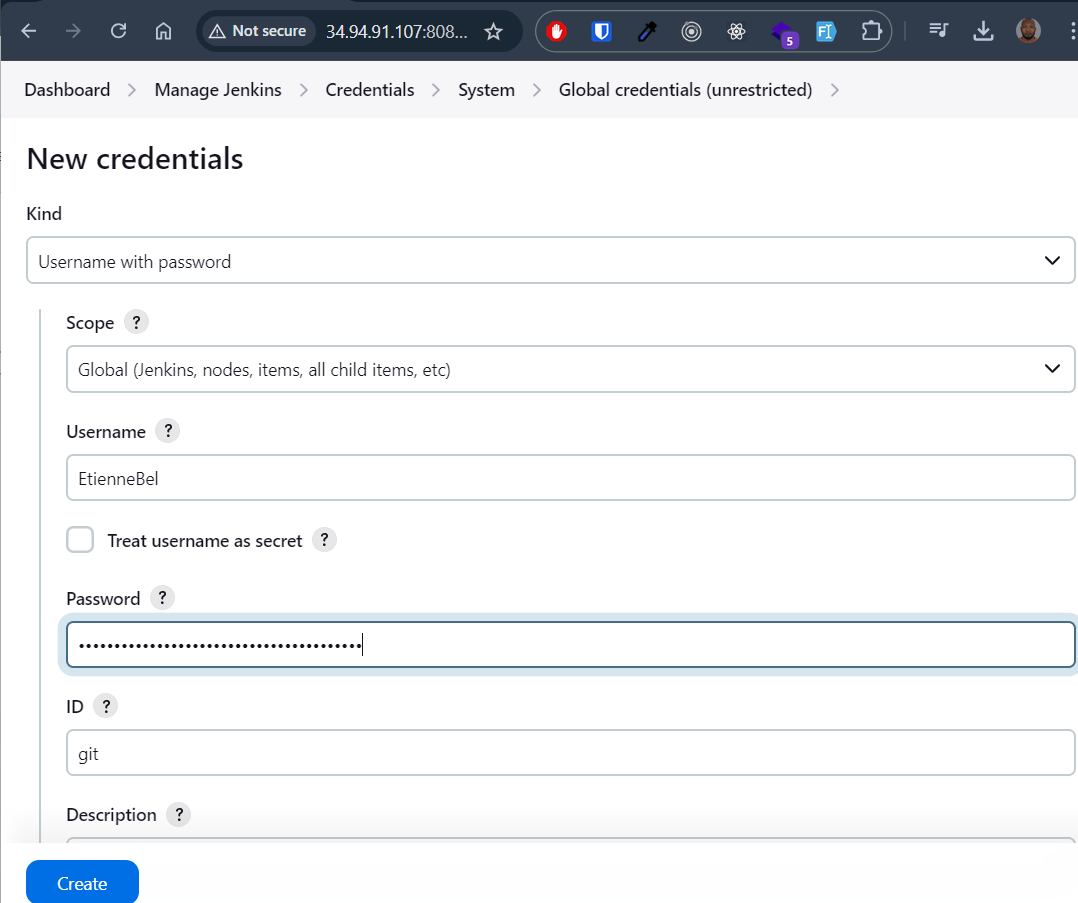 Not secure 34.94.91.107:808...
5
Dashboard > Manage Jenkins > Credentials > System > Global credentials (unrestricted) >
New credentials
Kind
Username with password
Scope ?
Global (Jenkins, nodes, items, all child items, etc)
Username ?
EtienneBel
Treat username as secret ?
Password ?
••••••••••••••••••••••••••••••••••••••••
ID ?
git
Description ?
Create